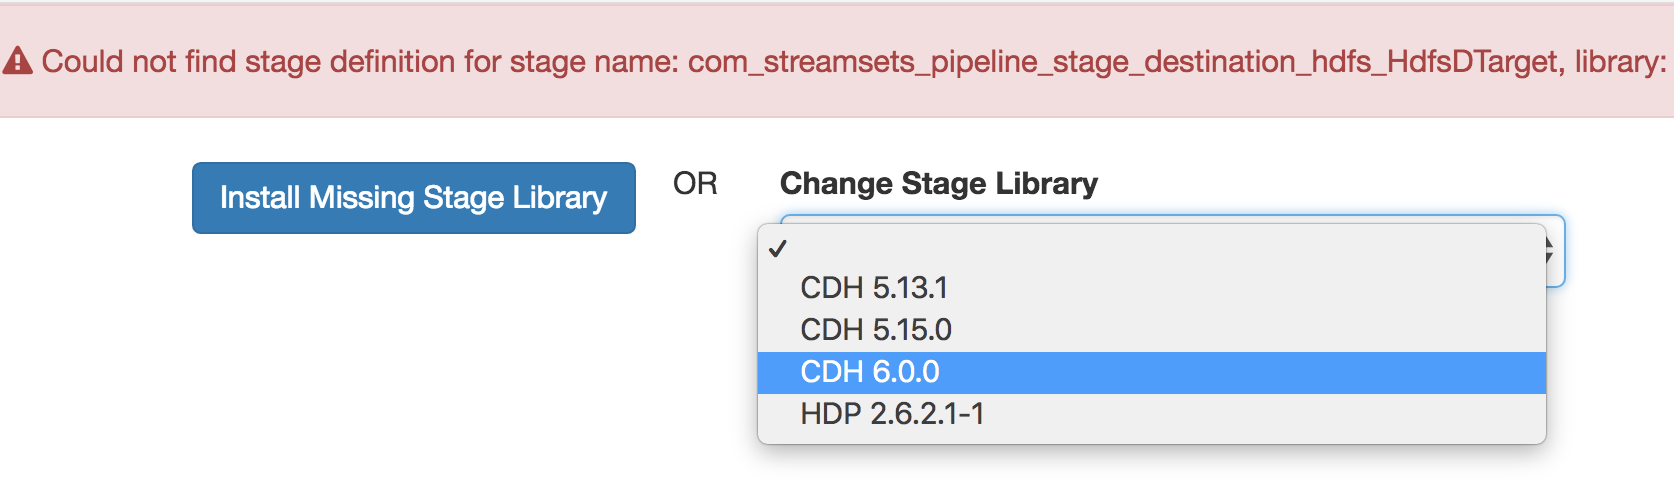 Could not find stage definition for stage name: com_streamsets_pipeline_stage_destination_hdfs_HdfsDTarget, library:
Install Missing Stage Library
OR
Change Stage Library
CDH 5.13.1
CDH 5.15.0
CDH 6.0.0
HDP 2.6.2.1-1